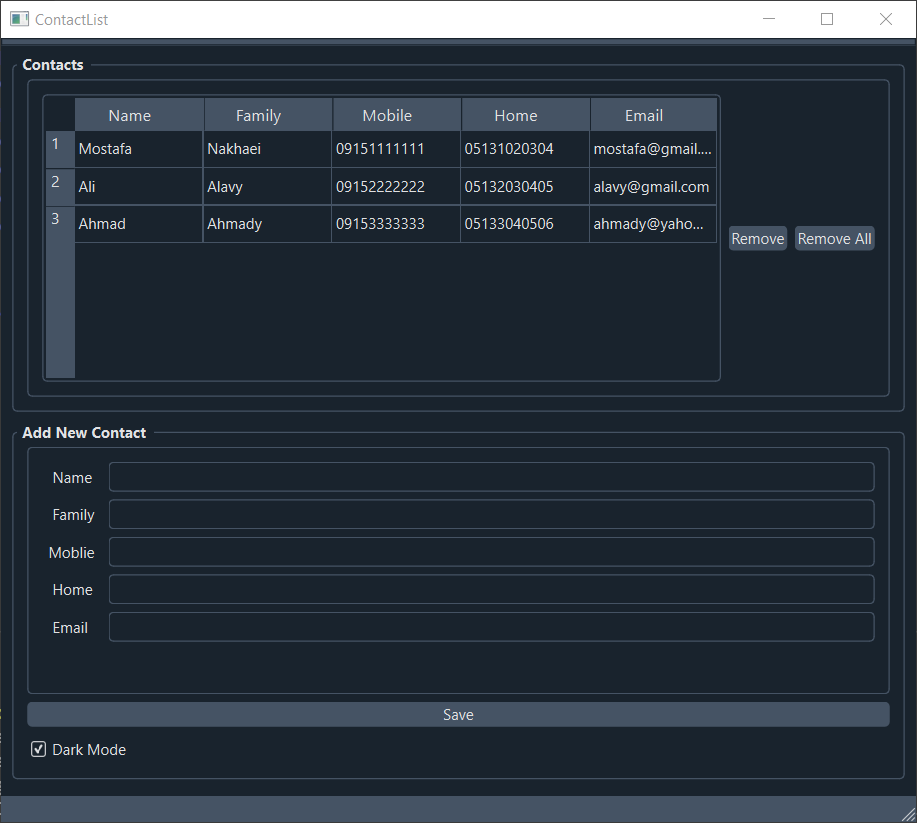 ContactList
Contacts
Name Family Mobile Home Email
1 Mostafa Nakhaei 09151111111 05131020304 mostafa@gmail....
2 Ali Alavy 09152222222 05132030405 alavy@gmail.com
3 Ahmad Ahmady 09153333333 05133040506 ahmady@yaho...
Remove Remove All
Add New Contact
Name
Family
Moblie
Home
Email
Save
Dark Mode